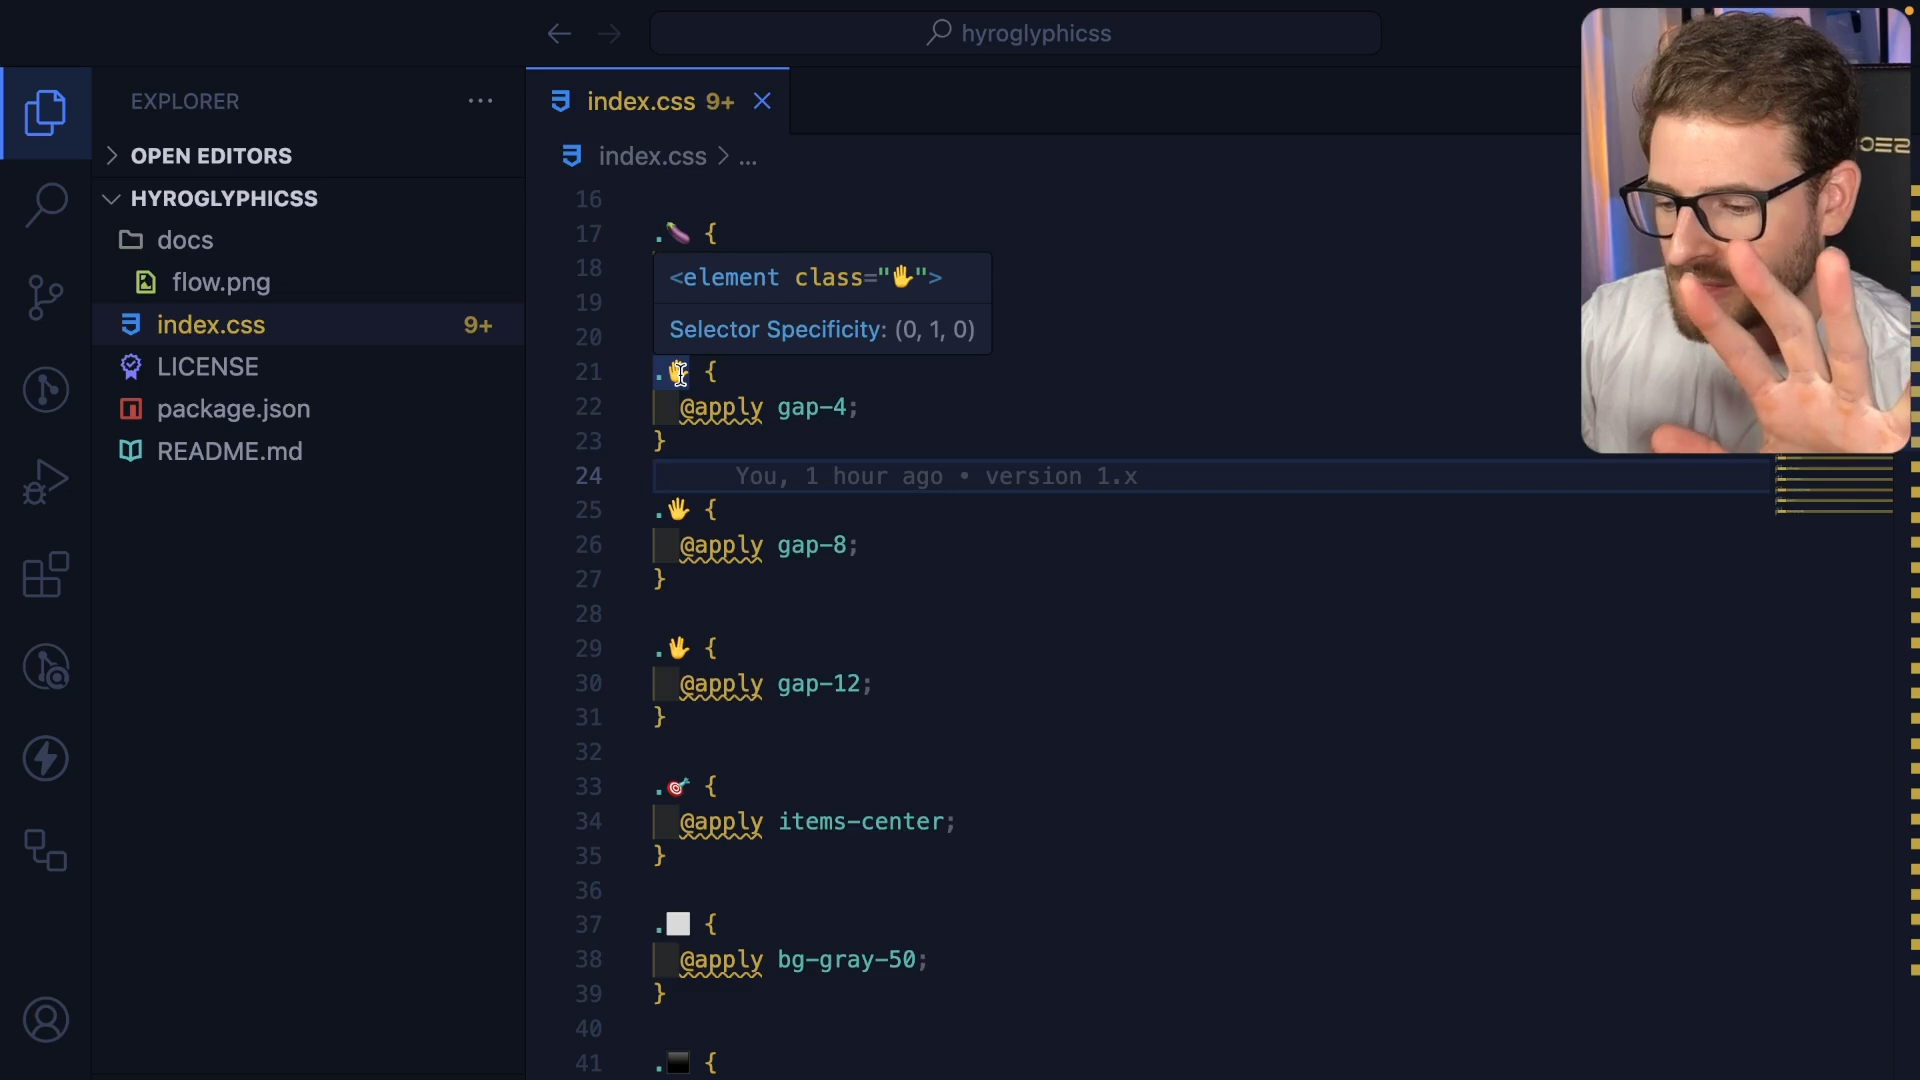 hyroglyphicss
EXPLORER
OPEN EDITORS
HYROGLYPHICSS
docs
flow.png
index.css 9+
LICENSE
package.json
README.md
index.css 9+
index.css > ...
16
17 .🍆 {
18
<element class="✋">
19
Selector Specificity: (0, 1, 0)
20
21 .✋ {
22 @apply gap-4;
23 }
24 You, 1 hour ago • version 1.x
25 .🖐 {
26 @apply gap-8;
27 }
28
29 .🖖 {
30 @apply gap-12;
31 }
32
33 .🎯 {
34 @apply items-center;
35 }
36
37 .⬜ {
38 @apply bg-gray-50;
39 }
40
41 .⬛ {